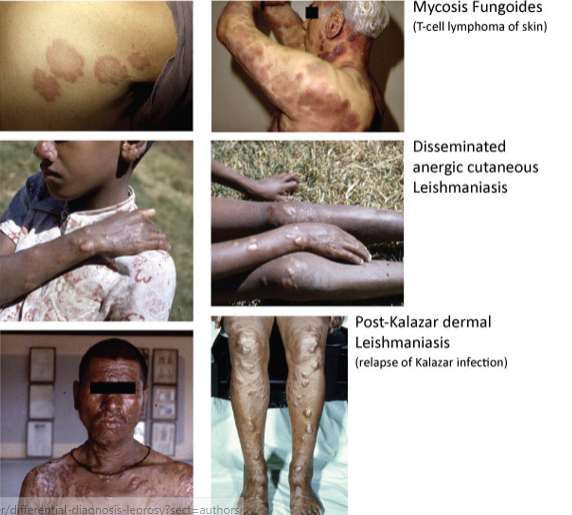 Mycosis Fungoides
(T-cell lymphoma of skin)
Disseminated
anergic cutaneous
Leishmaniasis
Post-Kalazar dermal
Leishmaniasis
(relapse of Kalazar infection)
r/differential-diagnosis-leprosy?sect=authors